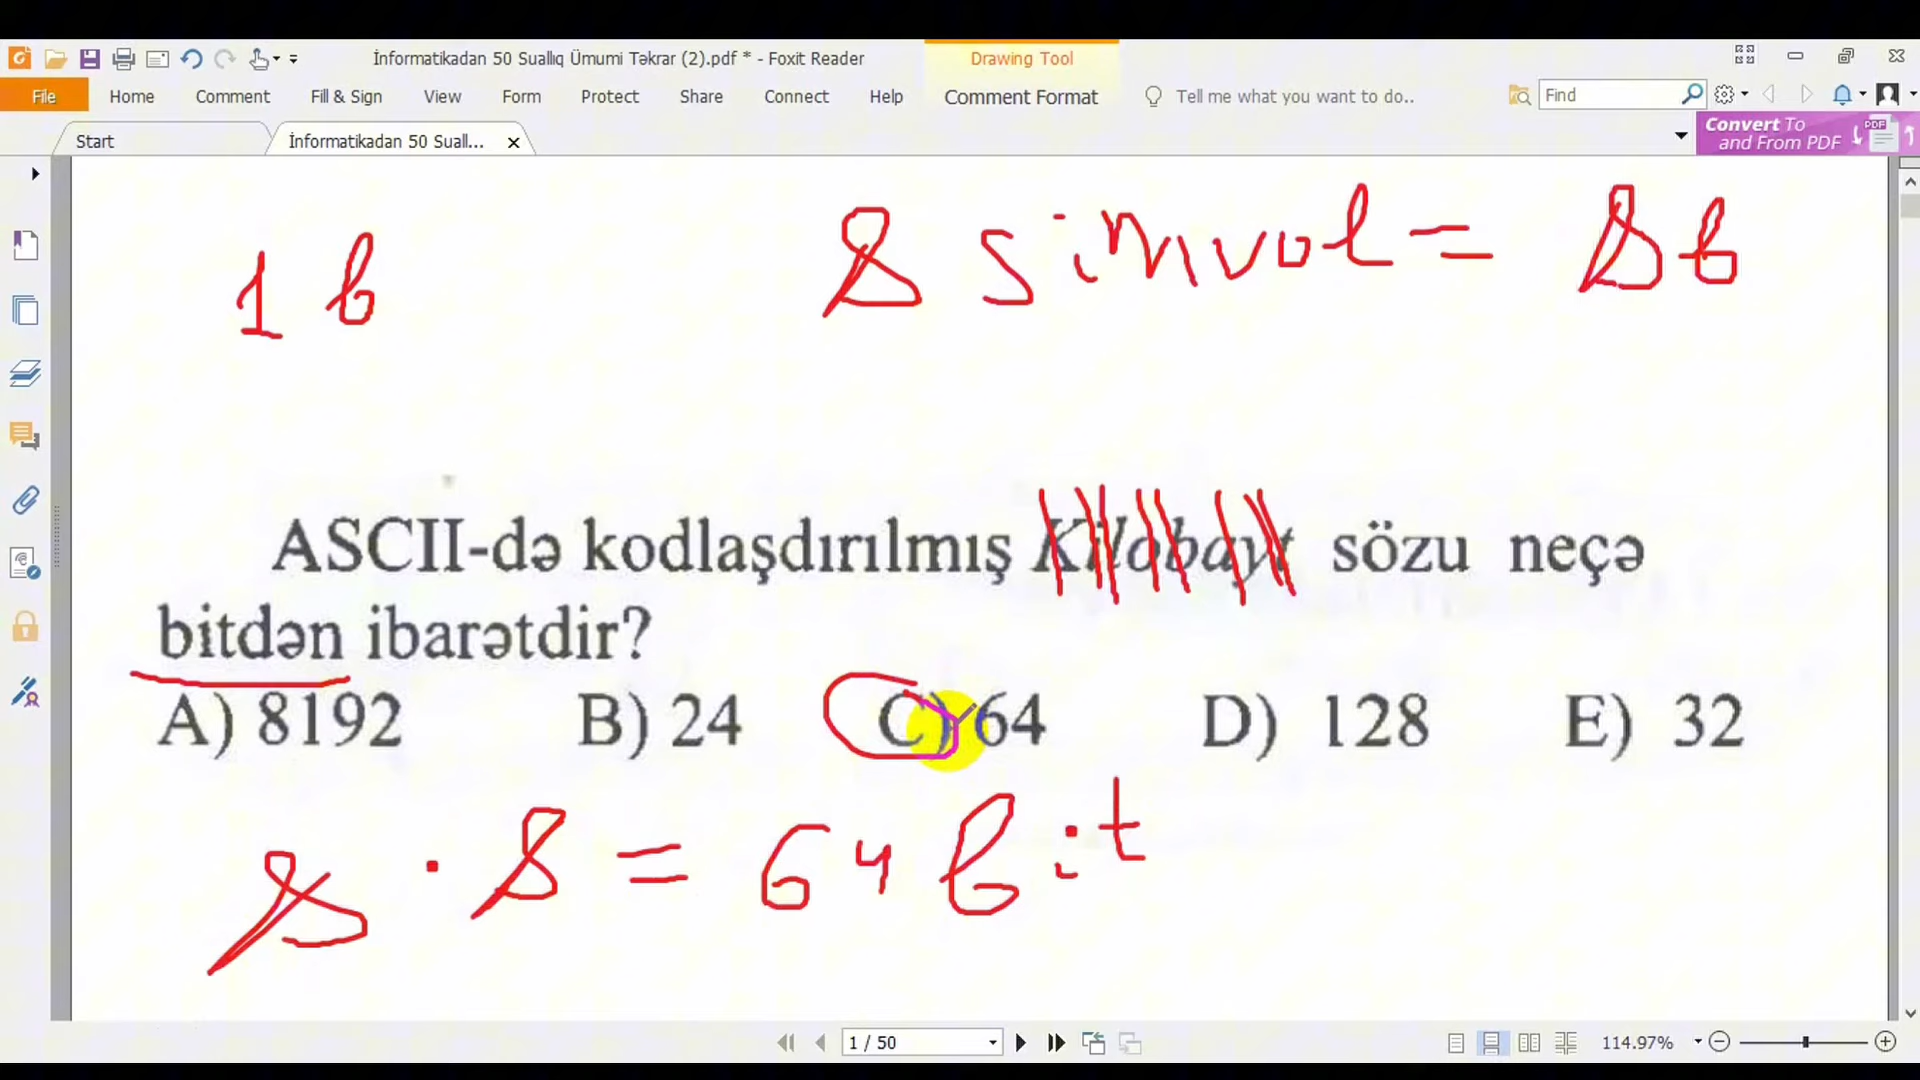 İnformatikadan 50 Suallıq Ümumi Təkrar (2).pdf * - Foxit Reader
Drawing Tool
File Home Comment Fill & Sign View Form Protect Share Connect Help Comment Format Tell me what you want to do.. Find
Start İnformatikadan 50 Suall... Convert To
and From PDF PDF
1 b 8 simvol = 8b
ASCII-də kodlaşdırılmış Kilobayt sözu neçə
bitdən ibarətdir?
A) 8192 B) 24 C) 64 D) 128 E) 32
8 · 8 = 64 bit
1 / 50 114.97%